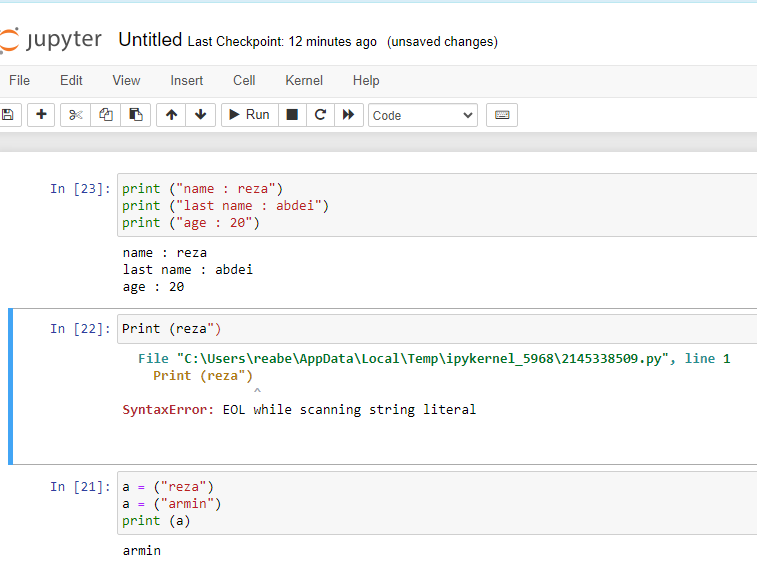 jupyter Untitled Last Checkpoint: 12 minutes ago (unsaved changes)
File Edit View Insert Cell Kernel Help
Run Code
In [23]: print ("name : reza")
print ("last name : abdei")
print ("age : 20")
name : reza
last name : abdei
age : 20
In [22]: Print (reza")
File "C:\Users\reabe\AppData\Local\Temp\ipykernel_5968\2145338509.py", line 1
Print (reza")
^
SyntaxError: EOL while scanning string literal
In [21]: a = ("reza")
a = ("armin")
print (a)
armin